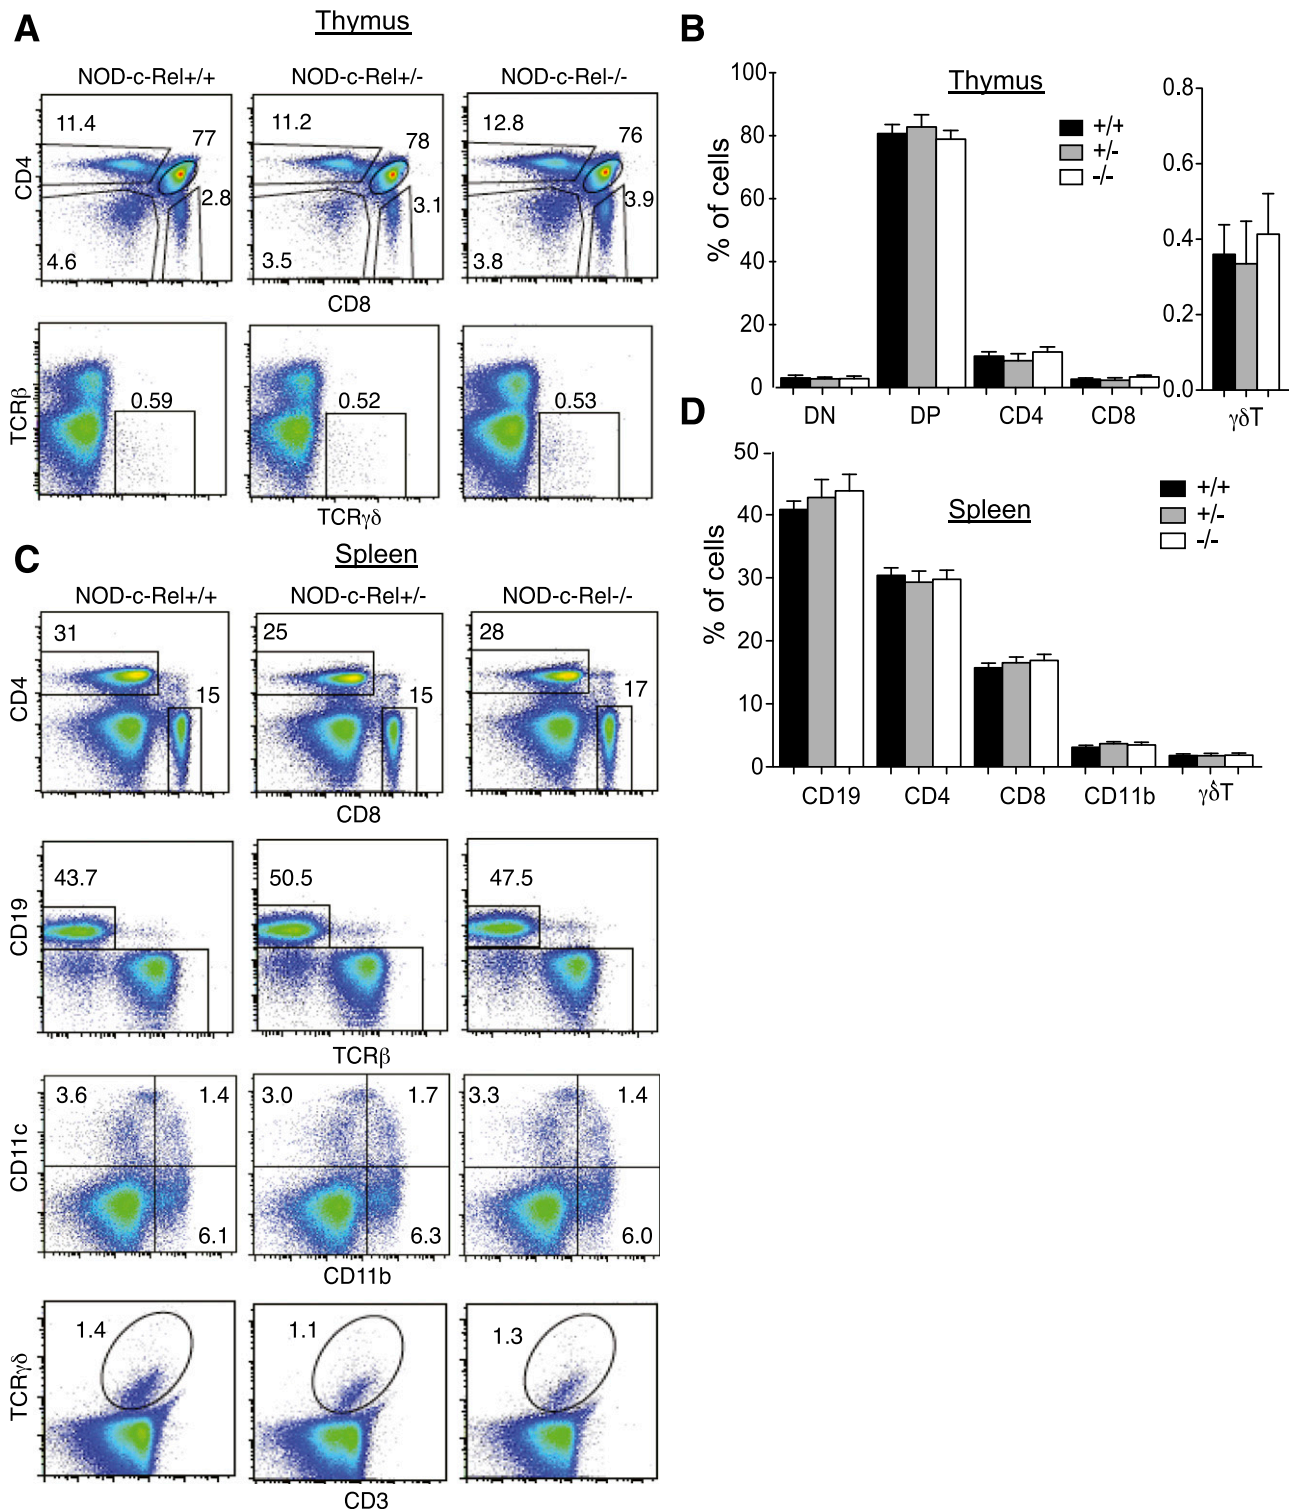 A
Thymus
NOD-c-Rel+/+ NOD-c-Rel+/- NOD-c-Rel-/-
CD4
11.4 77 2.8 4.6
11.2 78 3.1 3.5
12.8 76 3.9 3.8
CD8
TCRβ
0.59 0.52 0.53
TCRγδ
B
Thymus
% of cells
100
80
60
40
20
0
+/+
+/-
-/-
DN DP CD4 CD8
0.8
0.6
0.4
0.2
0.0
γδT
C
Spleen
NOD-c-Rel+/+ NOD-c-Rel+/- NOD-c-Rel-/-
CD4
31 15
25 15
28 17
CD8
CD19
43.7 50.5 47.5
TCRβ
CD11c
3.6 1.4 6.1
3.0 1.7 6.3
3.3 1.4 6.0
CD11b
TCRγδ
1.4 1.1 1.3
CD3
D
Spleen
% of cells
50
40
30
20
10
0
+/+
+/-
-/-
CD19 CD4 CD8 CD11b γδT